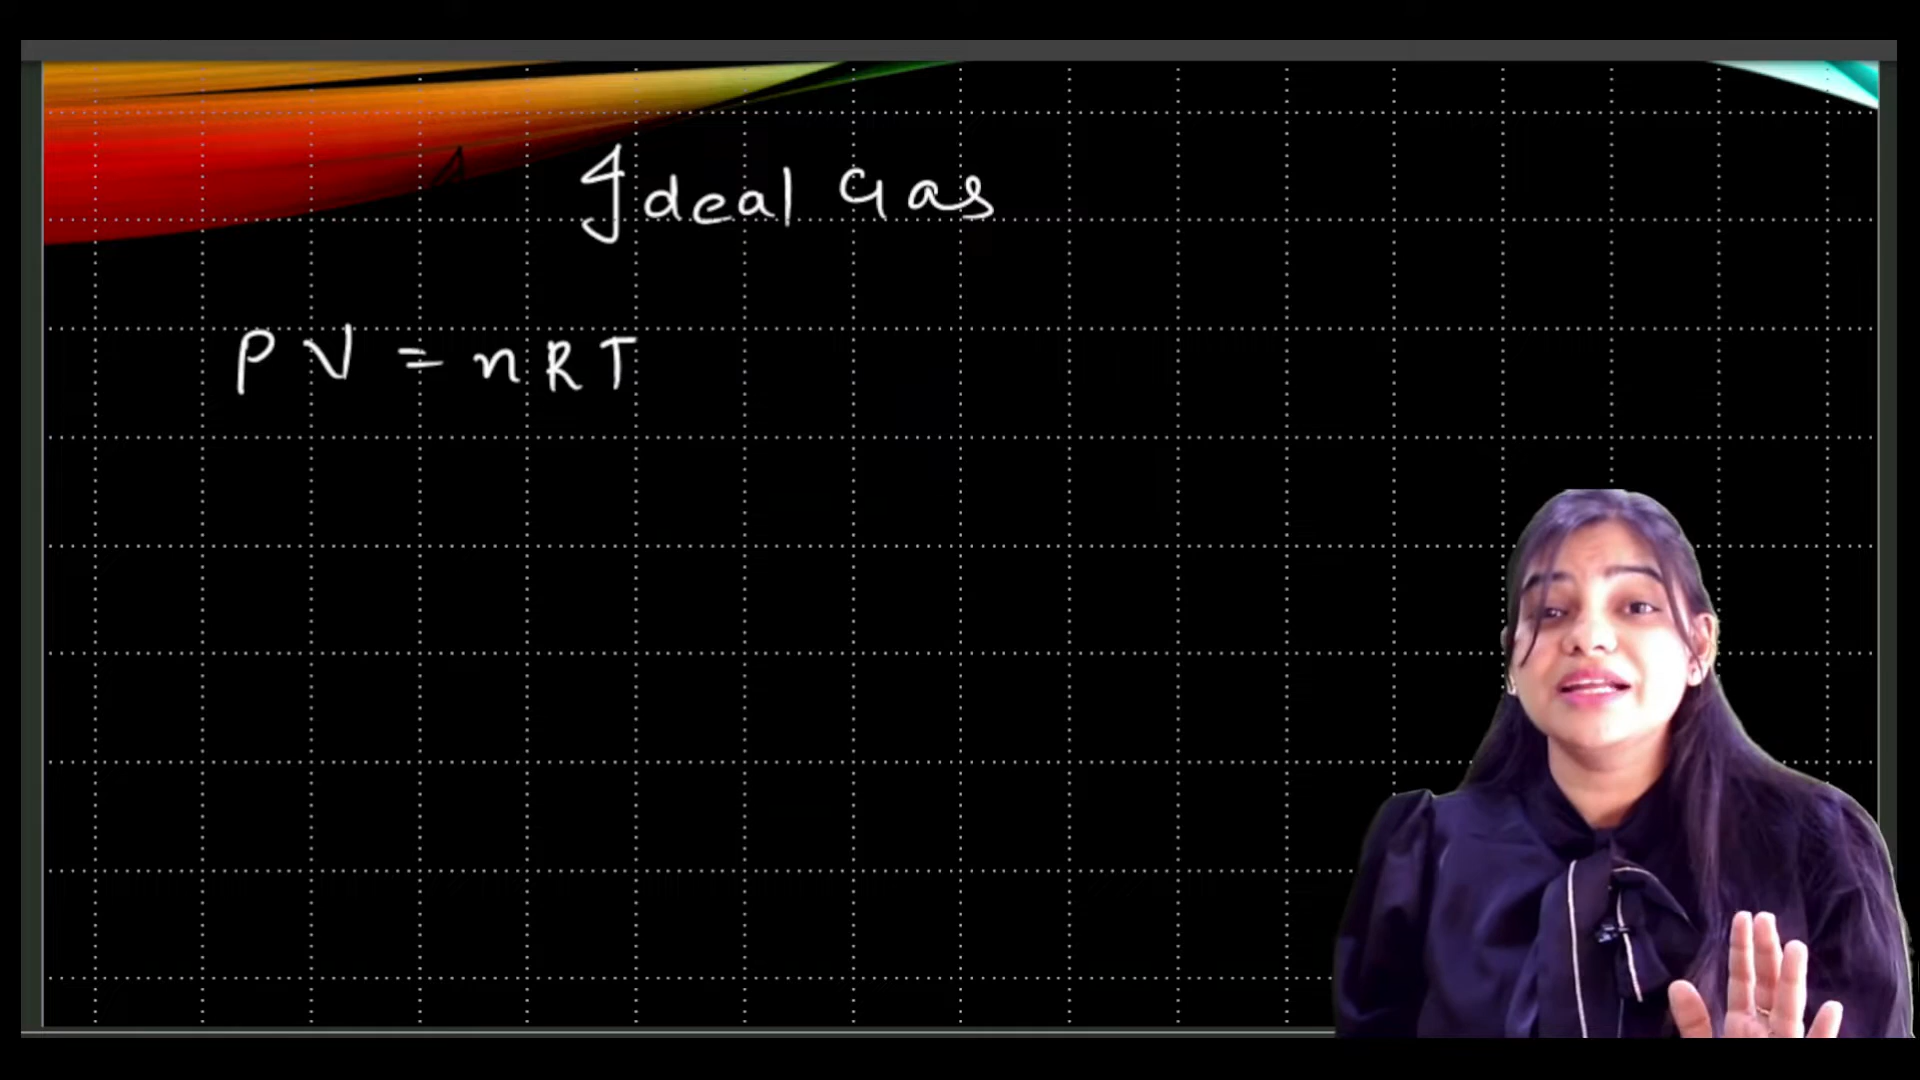 Ideal Gas
PV = nRT